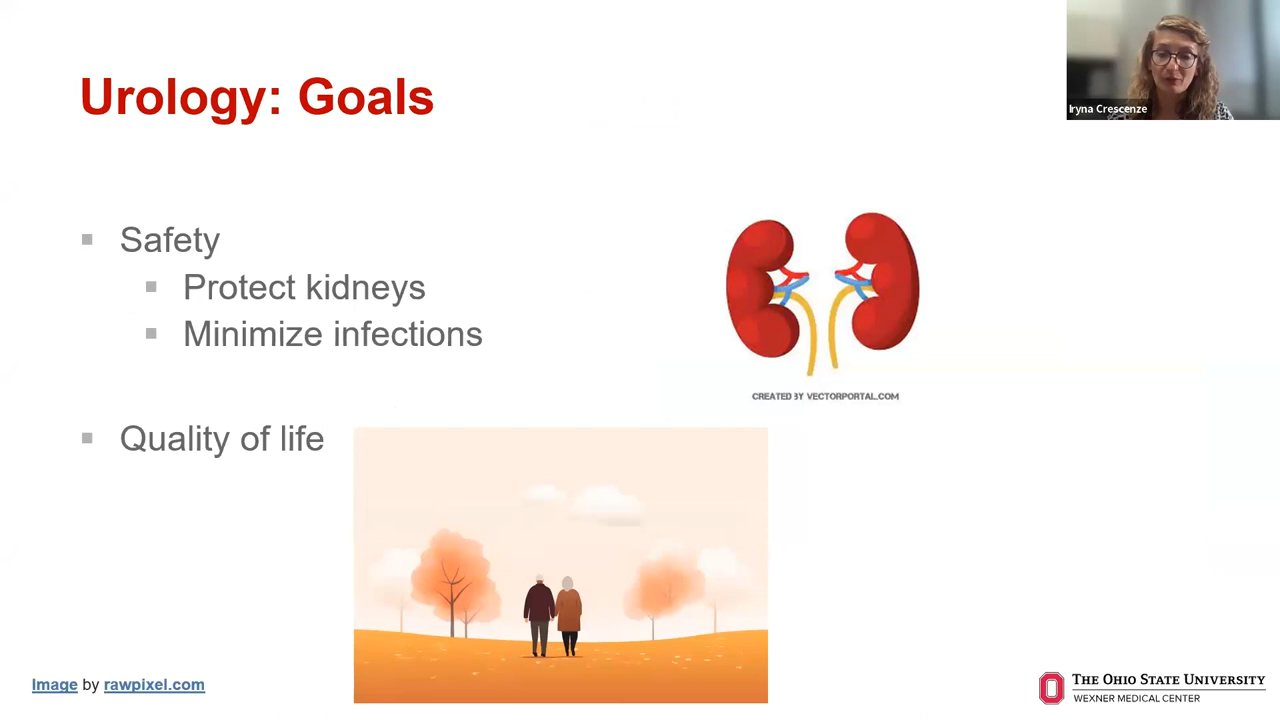 Urology: Goals
Iryna Crescenze
Safety
Protect kidneys
Minimize infections
CREATED BY VECTORPORTAL.COM
Quality of life
Image by rawpixel.com
THE OHIO STATE UNIVERSITY
WEXNER MEDICAL CENTER